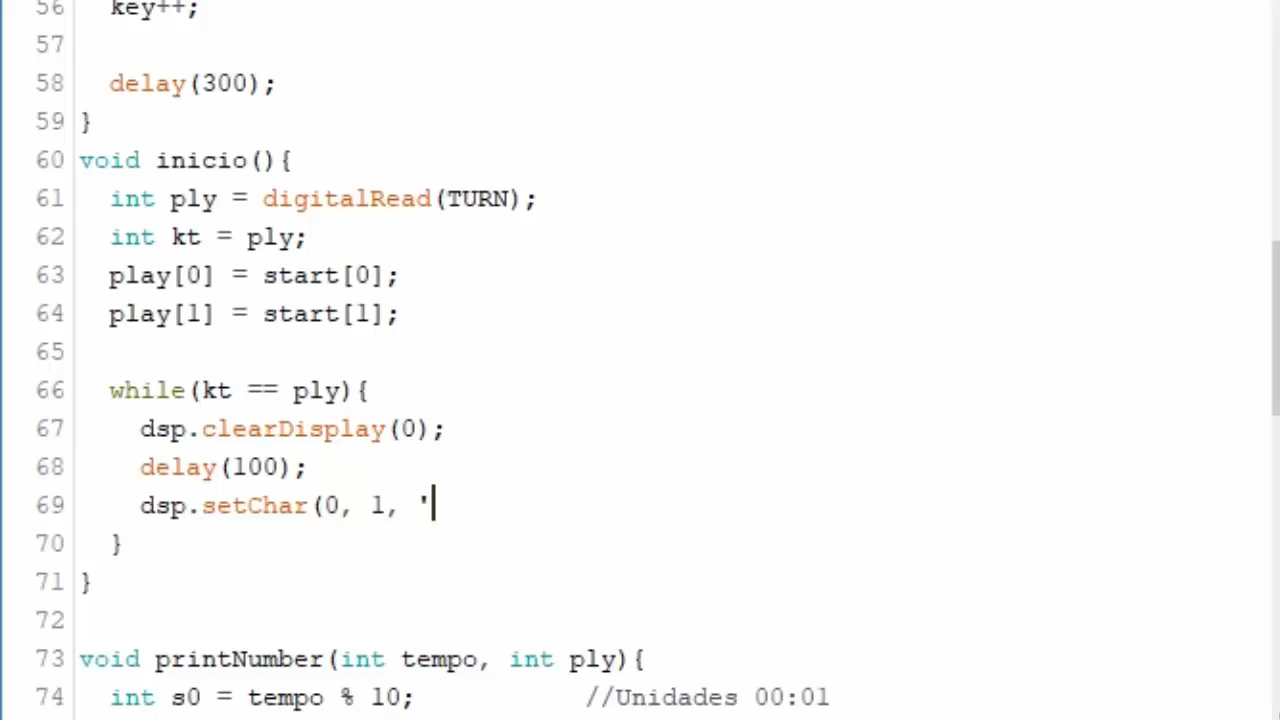 56   key++;
57
58   delay(300);
59 }
60 void inicio(){
61   int ply = digitalRead(TURN);
62   int kt = ply;
63   play[0] = start[0];
64   play[1] = start[1];
65
66   while(kt == ply){
67     dsp.clearDisplay(0);
68     delay(100);
69     dsp.setChar(0, 1, '
70   }
71 }
72
73 void printNumber(int tempo, int ply){
74   int s0 = tempo % 10;           //Unidades 00:01